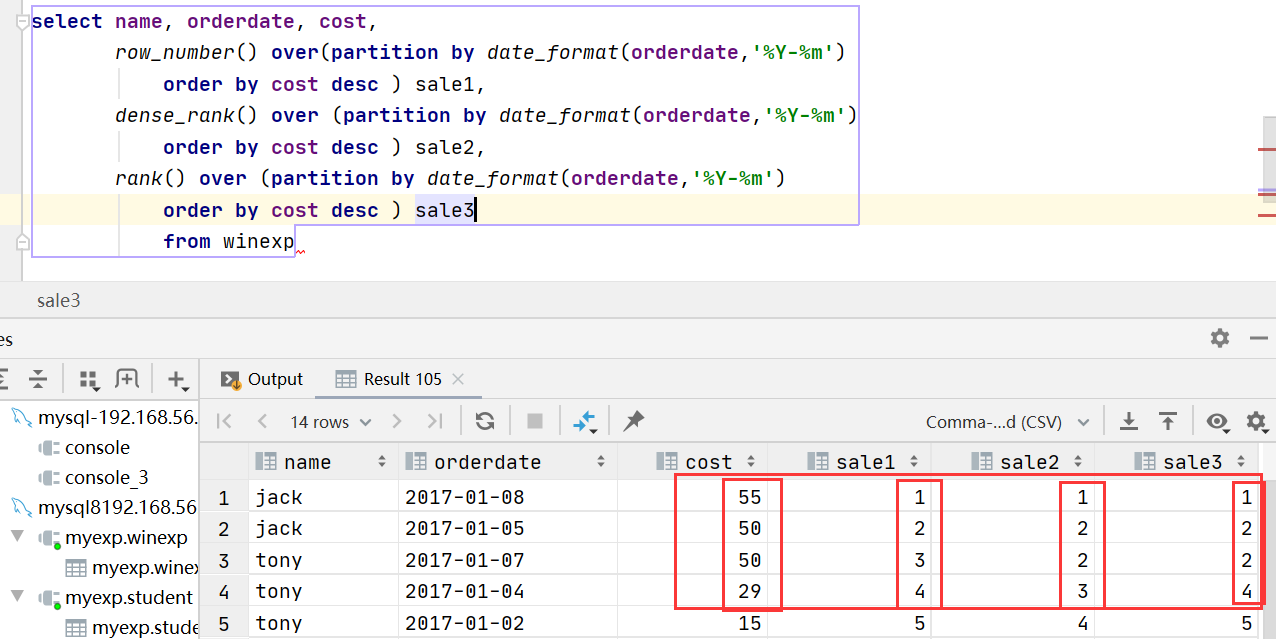 select name, orderdate, cost,
row_number() over(partition by date_format(orderdate,'%Y-%m')
order by cost desc ) sale1,
dense_rank() over (partition by date_format(orderdate,'%Y-%m')
order by cost desc ) sale2,
rank() over (partition by date_format(orderdate,'%Y-%m')
order by cost desc ) sale3
from winexp
sale3
es
Output
Result 105
mysql-192.168.56.
14 rows
Comma-...d (CSV)
console
console_3
mysql8192.168.56
myexp.winexp
myexp.winex
myexp.student
myexp.stude
name orderdate cost sale1 sale2 sale3
1 jack 2017-01-08 55 1 1 1
2 jack 2017-01-05 50 2 2 2
3 tony 2017-01-07 50 3 2 2
4 tony 2017-01-04 29 4 3 4
5 tony 2017-01-02 15 5 4 5